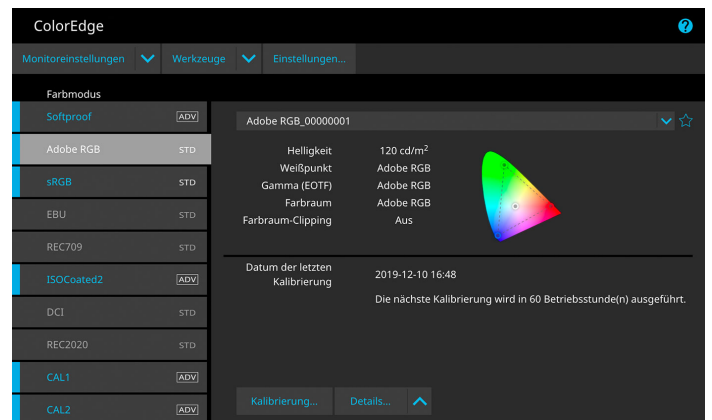 ColorEdge
?
Monitoreinstellungen Werkzeuge Einstellungen...
Farbmodus
Softproof ADV
Adobe RGB STD
sRGB STD
EBU STD
REC709 STD
ISOCoated2 ADV
DCI STD
REC2020 STD
CAL1 ADV
CAL2 ADV
Adobe RGB_00000001
Helligkeit 120 cd/m²
Weißpunkt Adobe RGB
Gamma (EOTF) Adobe RGB
Farbraum Adobe RGB
Farbraum-Clipping Aus
Datum der letzten
Kalibrierung
2019-12-10 16:48
Die nächste Kalibrierung wird in 60 Betriebsstunde(n) ausgeführt.
Kalibrierung... Details...